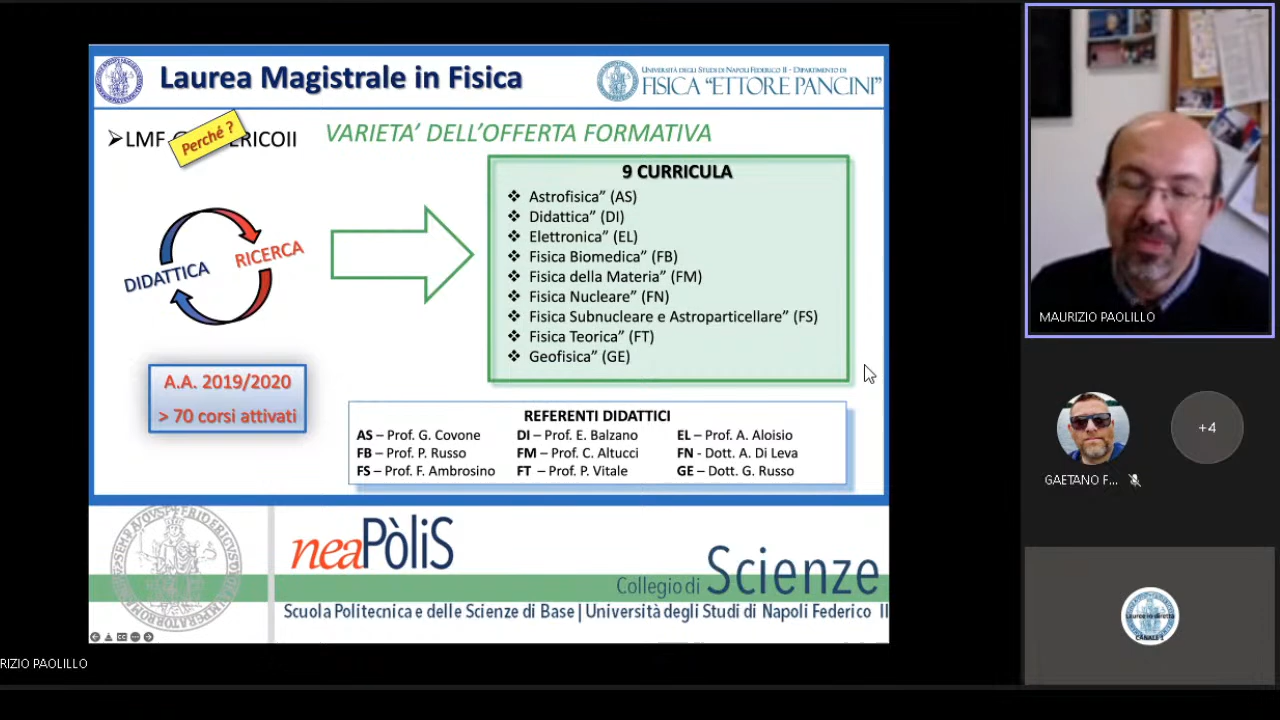 Laurea Magistrale in Fisica
UNIVERSITÀ DEGLI STUDI DI NAPOLI FEDERICO II - DIPARTIMENTO DI
FISICA "ETTORE PANCINI"
➢LMF
Perché ?
ERICOII
VARIETA' DELL'OFFERTA FORMATIVA
DIDATTICA
RICERCA
9 CURRICULA
❖ Astrofisica” (AS)
❖ Didattica” (DI)
❖ Elettronica” (EL)
❖ Fisica Biomedica” (FB)
❖ Fisica della Materia” (FM)
❖ Fisica Nucleare” (FN)
❖ Fisica Subnucleare e Astroparticellare” (FS)
❖ Fisica Teorica” (FT)
❖ Geofisica” (GE)
A.A. 2019/2020
> 70 corsi attivati
REFERENTI DIDATTICI
AS – Prof. G. Covone DI – Prof. E. Balzano EL – Prof. A. Aloisio
FB – Prof. P. Russo FM – Prof. C. Altucci FN - Dott. A. Di Leva
FS – Prof. F. Ambrosino FT – Prof. P. Vitale GE – Dott. G. Russo
neaPòliS
Collegio di Scienze
Scuola Politecnica e delle Scienze di Base | Università degli Studi di Napoli Federico II
RIZIO PAOLILLO
MAURIZIO PAOLILLO
GAETANO F...
+4
CANALE 1